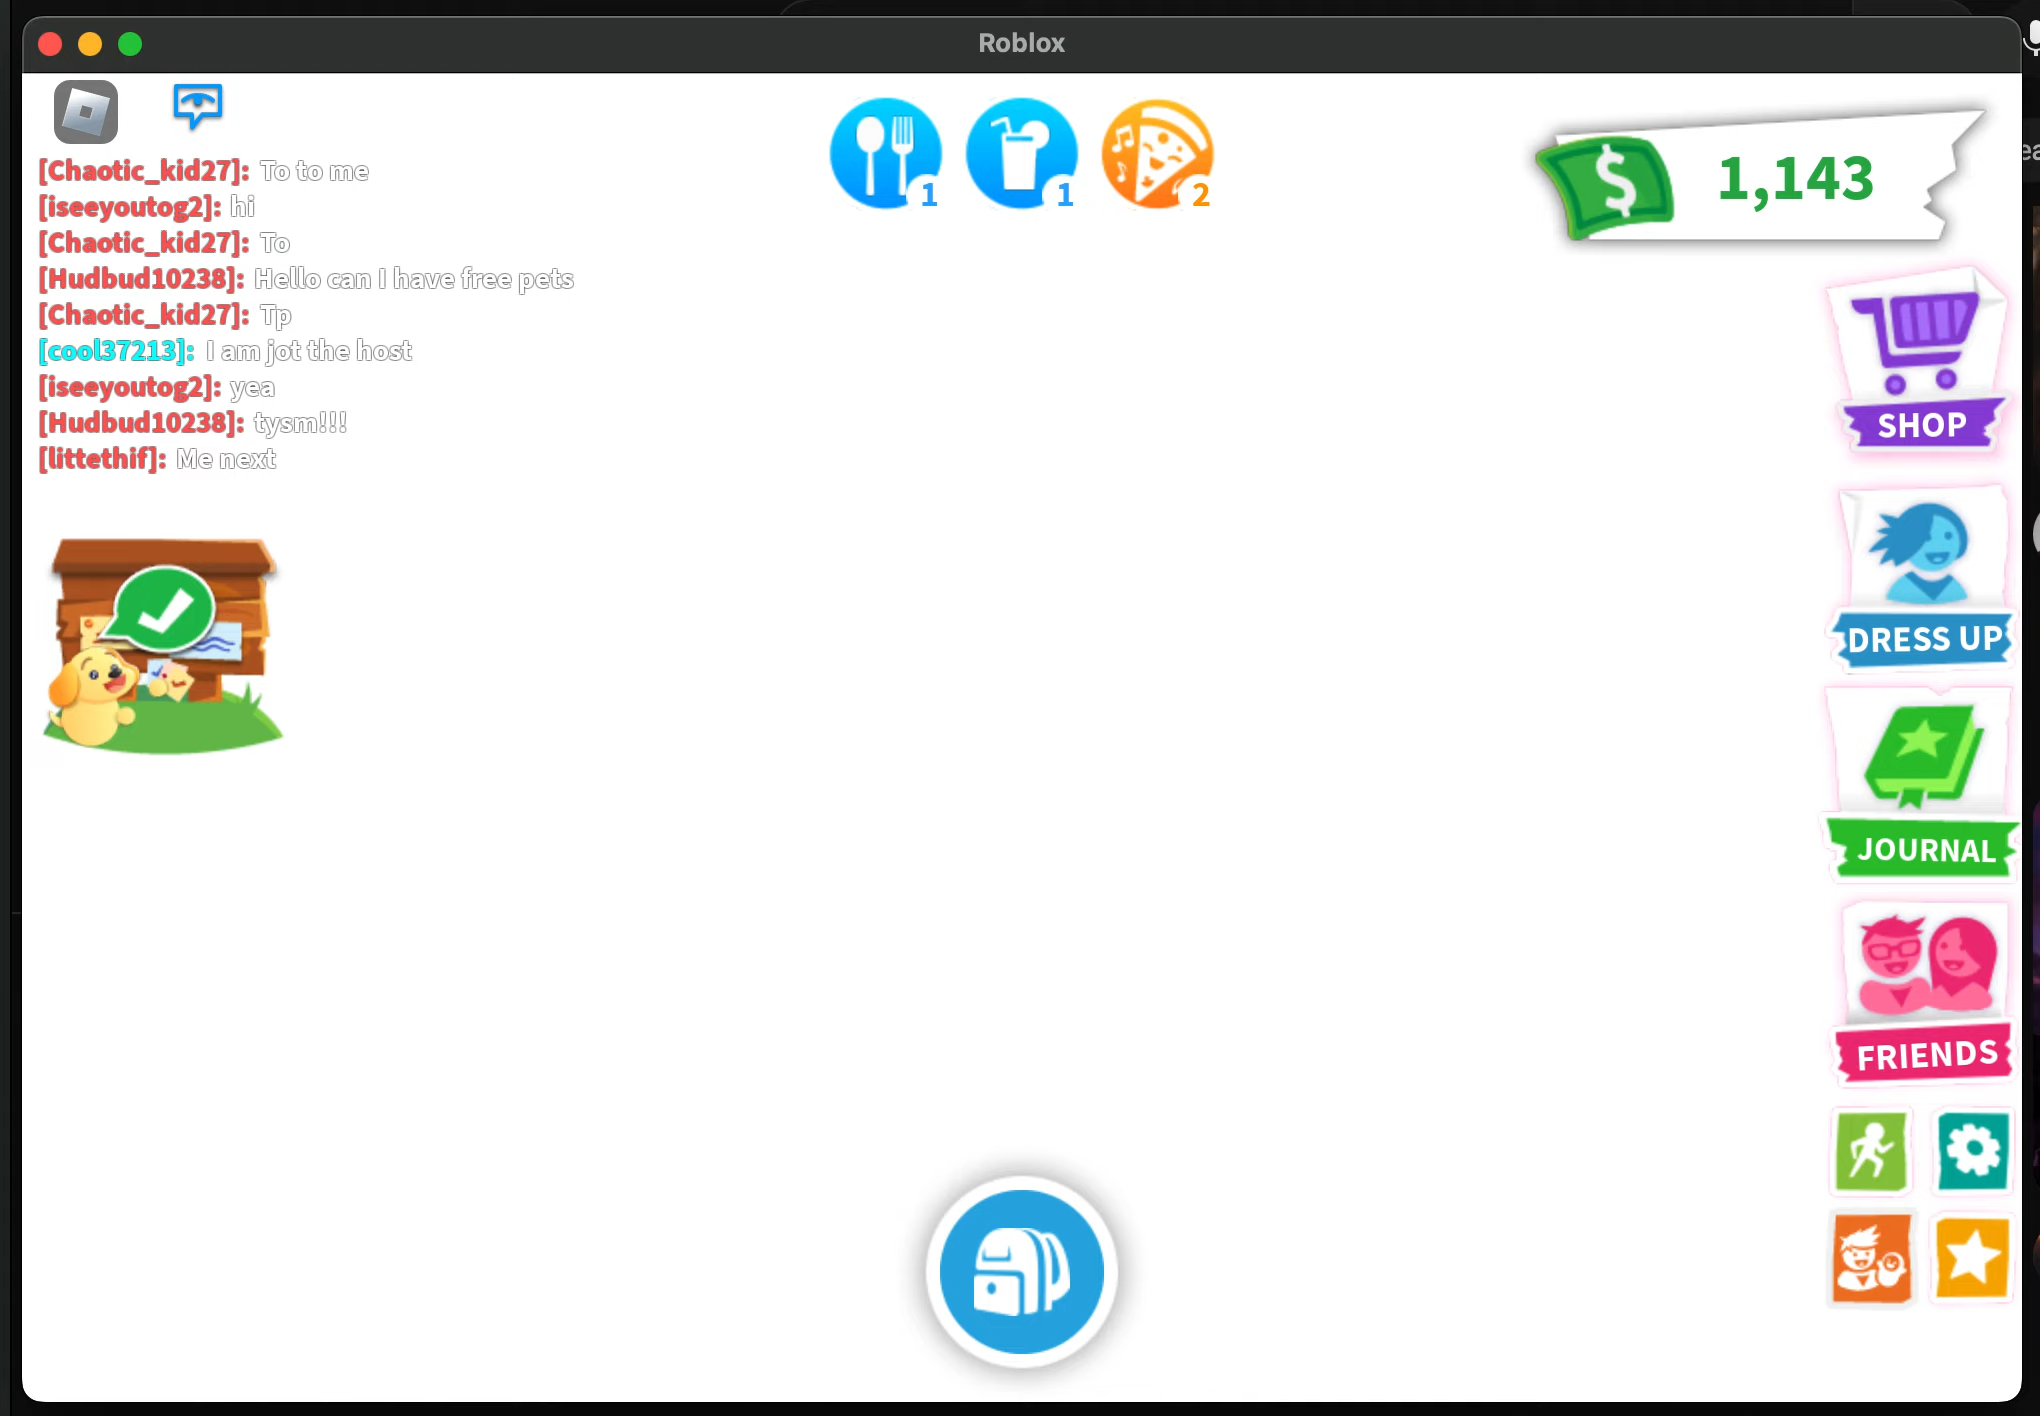 Roblox
[Chaotic_kid27]: To to me
[iseeyoutog2]: hi
[Chaotic_kid27]: To
[Hudbud10238]: Hello can I have free pets
[Chaotic_kid27]: Tp
[cool37213]: I am jot the host
[iseeyoutog2]: yea
[Hudbud10238]: tysm!!!
[littethif]: Me next
1
1
2
$ 1,143
SHOP
DRESS UP
JOURNAL
FRIENDS